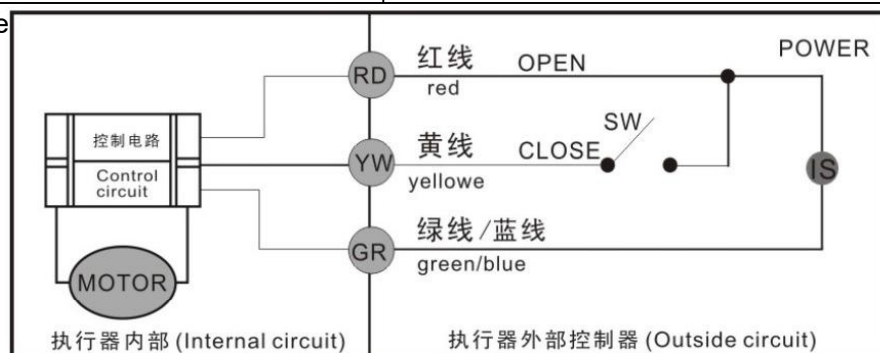 e
POWER
RD
红线
OPEN
red
SW
控制电路
Control
circuit
YW
黄线
CLOSE
yellowe
IS
绿线/蓝线
GR
green/blue
MOTOR
执行器内部 (Internal circuit)
执行器外部控制器 (Outside circuit)